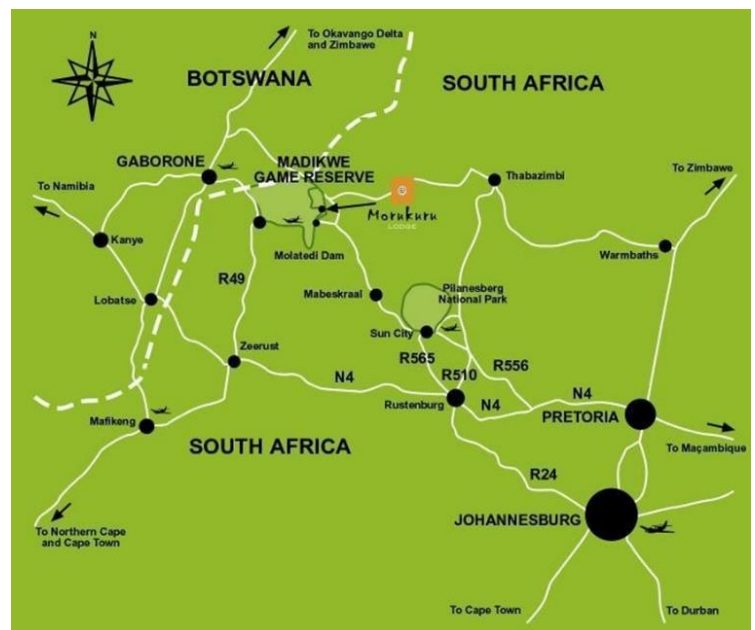 N
To Okavango Delta
and Zimbawe
BOTSWANA
SOUTH AFRICA
GABORONE
MADIKWE
GAME RESERVE
To Zimbawe
Thabazimbi
To Namibia
Morukuru
LODGE
Kanye
Molatedi Dam
Warmbaths
R49
Pilanesberg
National Park
Lobatse
Mabeskraal
Sun City
Zeerust
R565
R510
R556
N4
N4
N4
Rustenburg
PRETORIA
Mafikeng
SOUTH AFRICA
To Maçambique
R24
JOHANNESBURG
To Northern Cape
and Cape Town
To Cape Town
To Durban